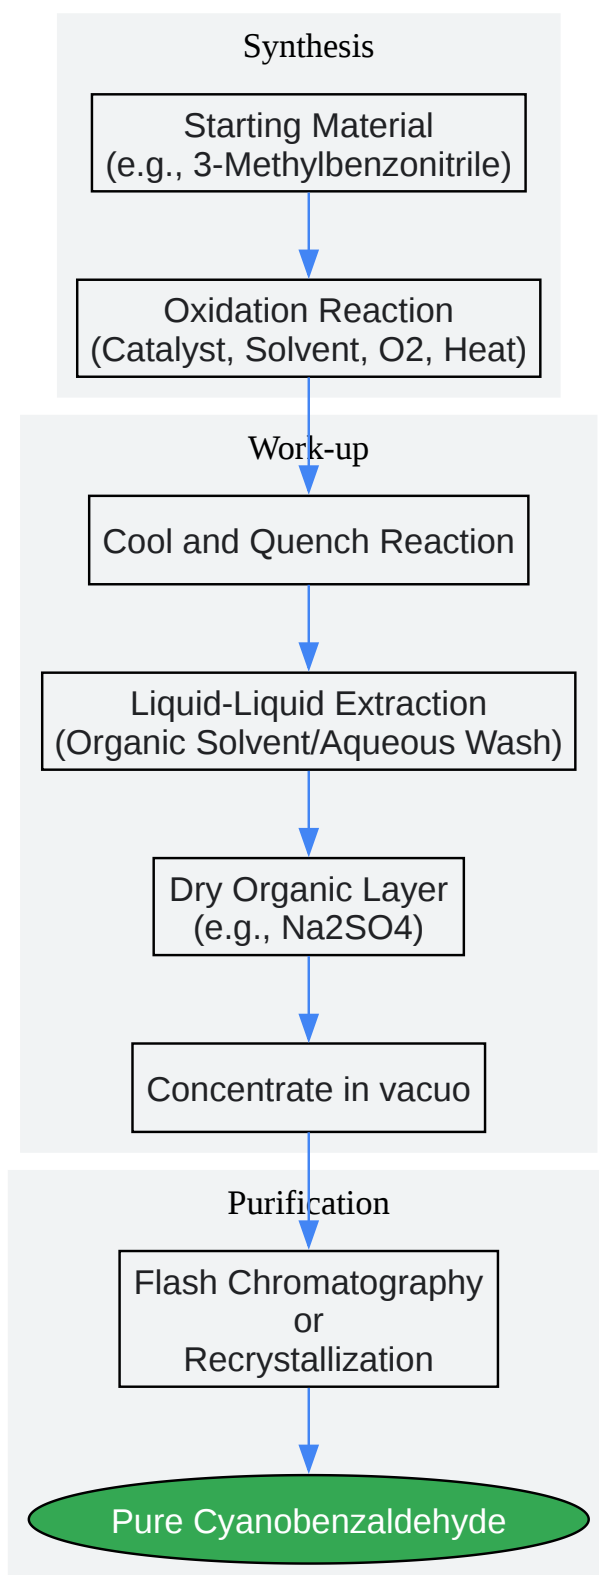 Synthesis
Starting Material
(e.g., 3-Methylbenzonitrile)
Oxidation Reaction
(Catalyst, Solvent, O2, Heat)
Work-up
Cool and Quench Reaction
Liquid-Liquid Extraction
(Organic Solvent/Aqueous Wash)
Dry Organic Layer
(e.g., Na2SO4)
Concentrate in vacuo
Purification
Flash Chromatography
or
Recrystallization
Pure Cyanobenzaldehyde